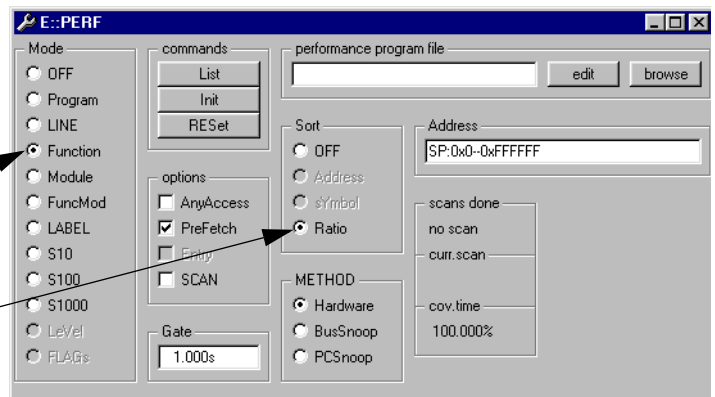 E::PERF
Mode
OFF
Program
LINE
Function
Module
FuncMod
LABEL
S10
S100
S1000
LeVel
FLAGs
commands
List
Init
RESet
options
AnyAccess
PreFetch
Entry
SCAN
Gate
1.000s
performance program file
edit browse
Sort
OFF
Address
sYmbol
Ratio
METHOD
Hardware
BusSnoop
PCSnoop
Address
SP:0x0--0xFFFFFF
scans done
no scan
curr.scan
cov.time
100.000%